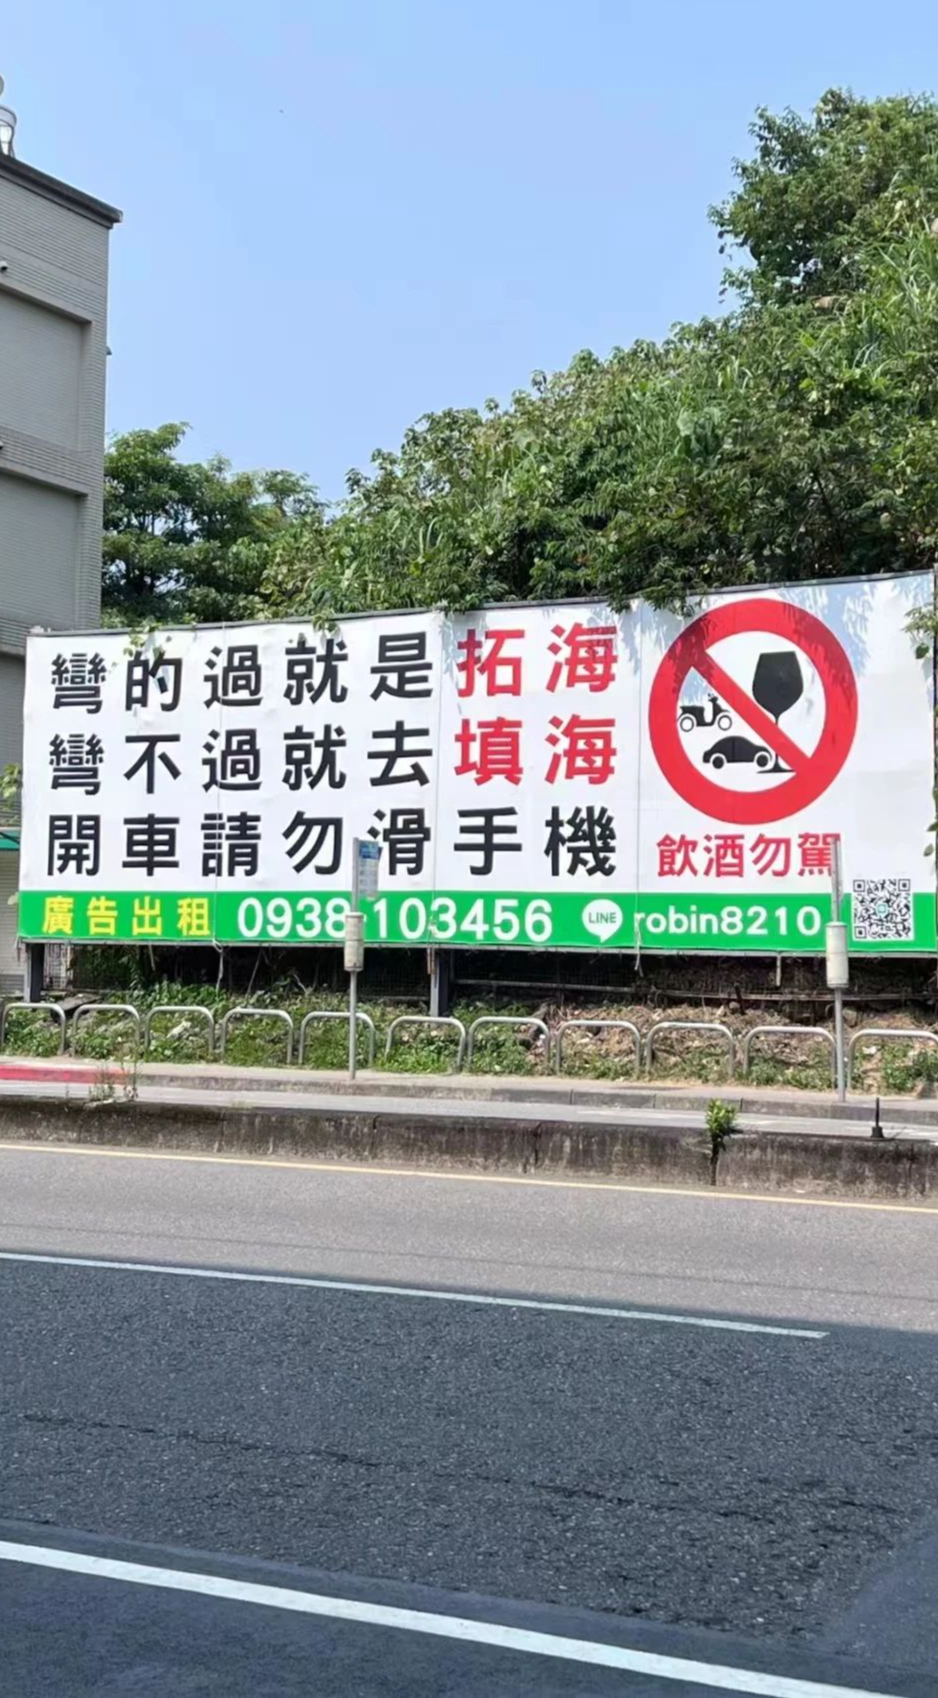 彎的過就是拓海
彎不過就去填海
開車請勿滑手機
飲酒勿駕
廣告出租 0938-103456 LINE robin8210